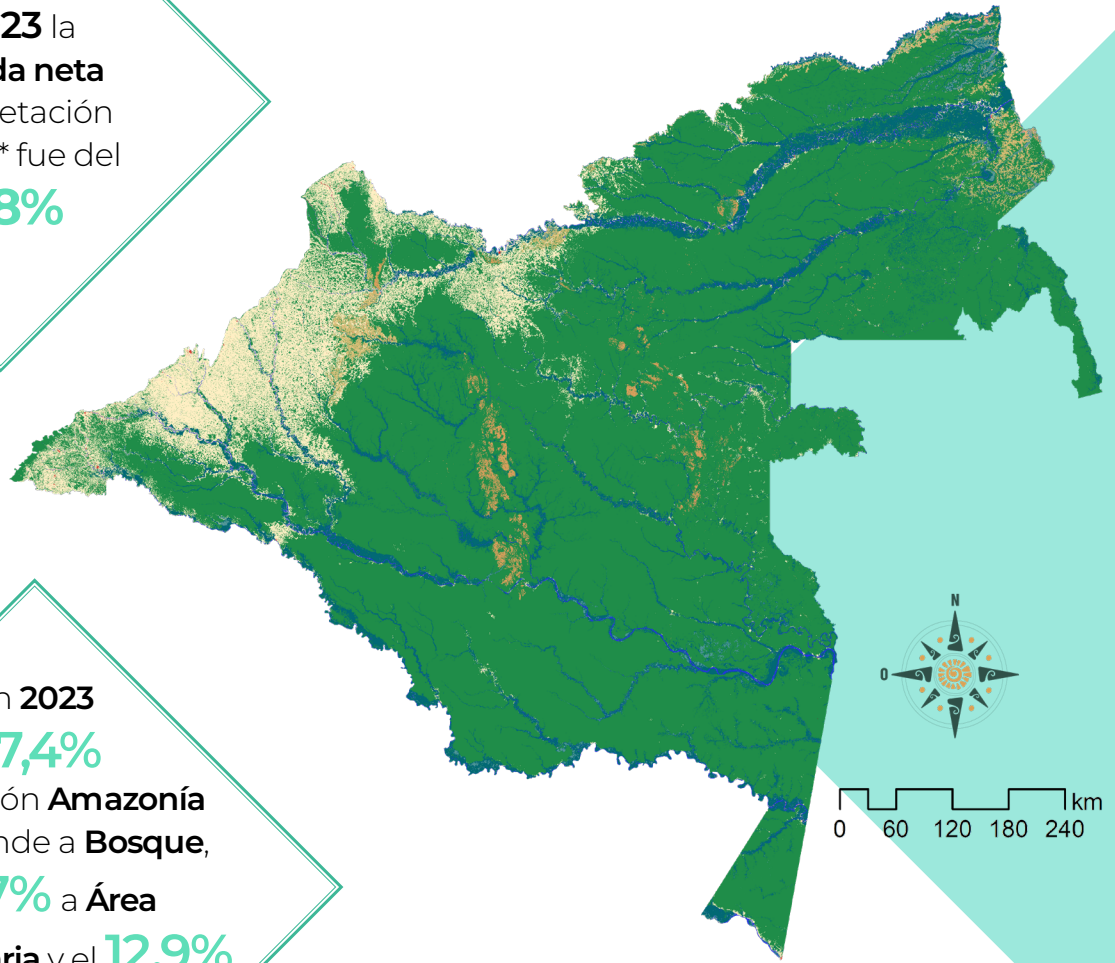 23 la
da neta
etación
* fue del
8%
n 2023
7,4%
ón Amazonía
nde a Bosque,
7% a Área
ria y el 12,9%
N
O
km
0 60 120 180 240